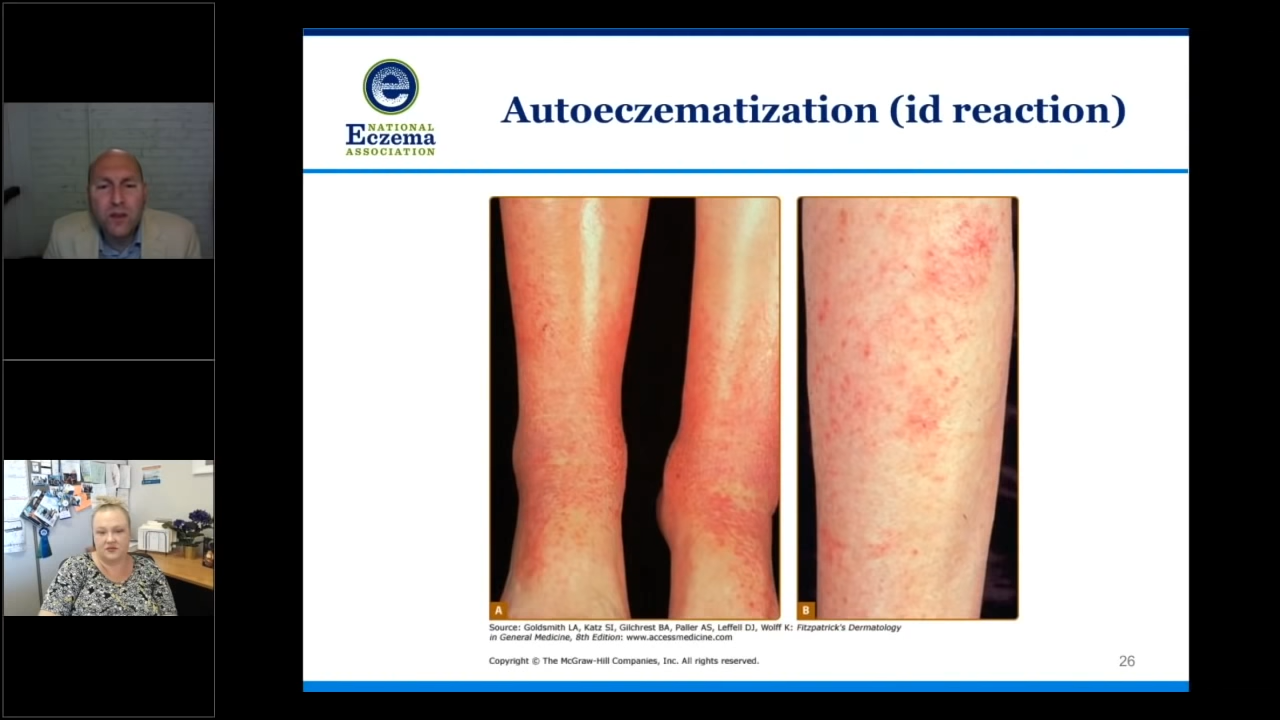 NATIONAL
Eczema
ASSOCIATION
Autoeczematization (id reaction)
A
B
Source: Goldsmith LA, Katz SI, Gilchrest BA, Paller AS, Leffell DJ, Wolff K: Fitzpatrick's Dermatology
in General Medicine, 8th Edition: www.accessmedicine.com
Copyright © The McGraw-Hill Companies, Inc. All rights reserved.
26